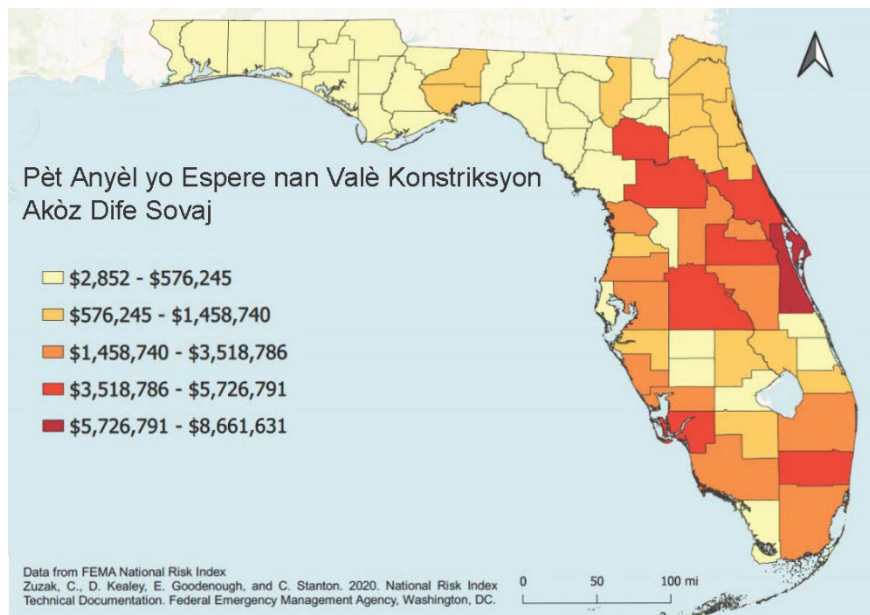 Pèt Anyèl yo Espere nan Valè Konstriksyon
Akòz Dife Sovaj
$2,852 - $576,245
$576,245 - $1,458,740
$1,458,740 - $3,518,786
$3,518,786 - $5,726,791
$5,726,791 - $8,661,631
Data from FEMA National Risk Index
Zuzak, C., D. Kealey, E. Goodenough, and C. Stanton. 2020. National Risk Index
Technical Documentation. Federal Emergency Management Agency, Washington, DC.
0 50 100 mi